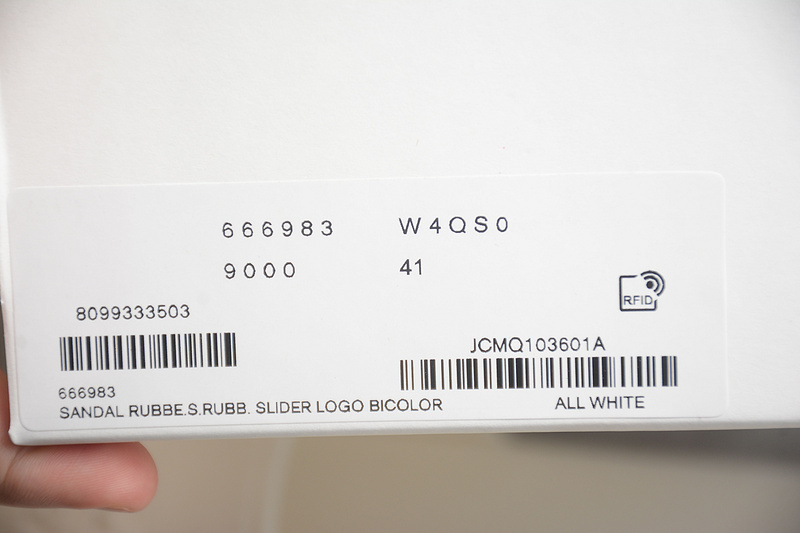 666983 W4QS0
9000 41
RFID
8099333503
JCMQ103601A
666983
SANDAL RUBBE.S.RUBB. SLIDER LOGO BICOLOR ALL WHITE